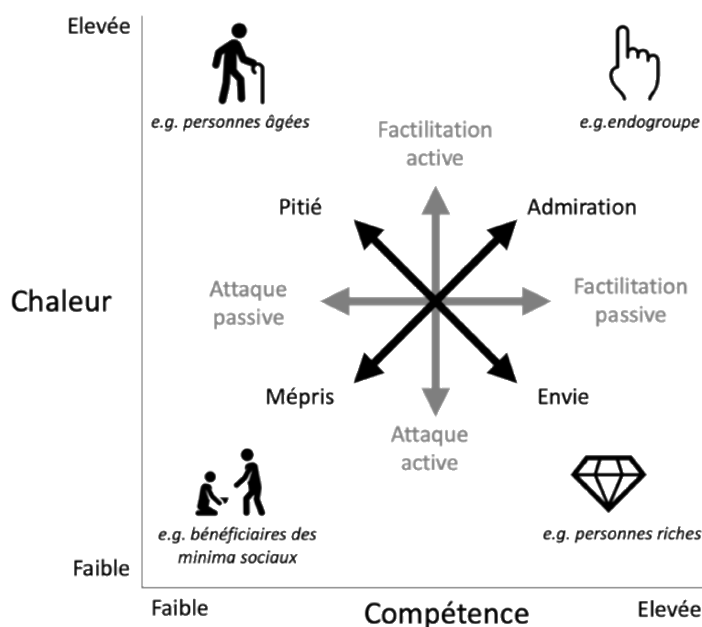 Elevée
e.g. personnes âgées
e.g.endogroupe
Factilitation
active
Pitié
Admiration
Chaleur
Attaque
passive
Factilitation
passive
Mépris
Envie
Attaque
active
e.g. bénéficiaires des
minima sociaux
e.g. personnes riches
Faible
Faible
Compétence
Elevée